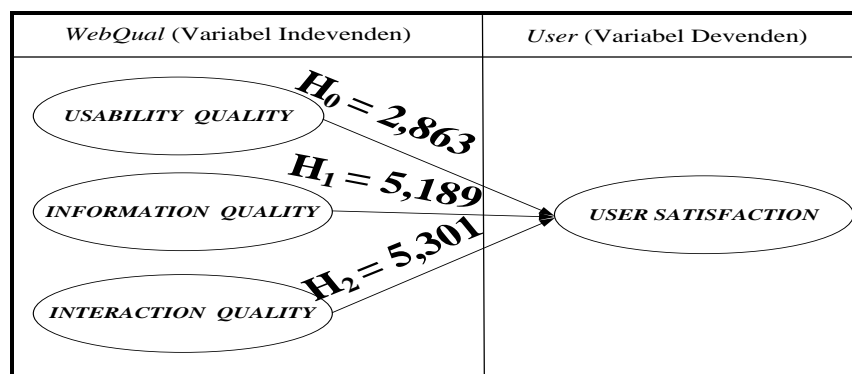 WebQual (Variabel Indevenden)
User (Variabel Devenden)
USABILITY QUALITY
H0 = 2,863
INFORMATION QUALITY
H1 = 5,189
USER SATISFACTION
INTERACTION QUALITY
H2 = 5,301